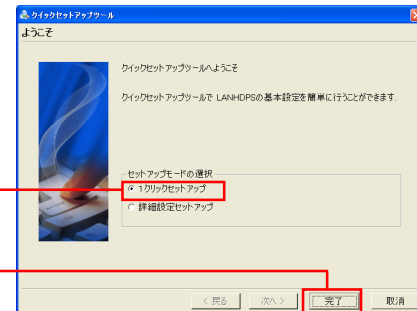 クイックセットアップツール
ようこそ
クイックセットアップツールへようこそ
クイックセットアップツールで LANHDPSの基本設定を簡単に行うことができます.
セットアップモードの選択
1クリックセットアップ
詳細設定セットアップ
< 戻る
次へ >
完了
取消